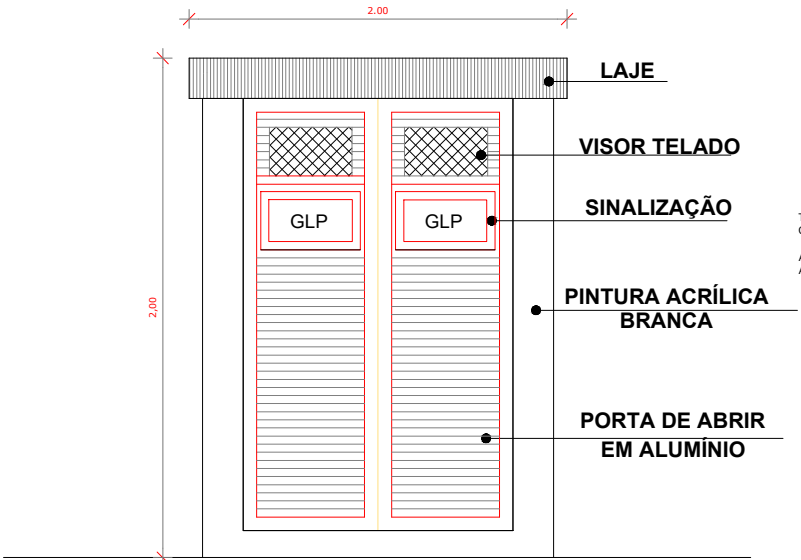 2.00
LAJE
VISOR TELADO
SINALIZAÇÃO
GLP
GLP
PINTURA ACRÍLICA
BRANCA
2,00
PORTA DE ABRIR
EM ALUMÍNIO